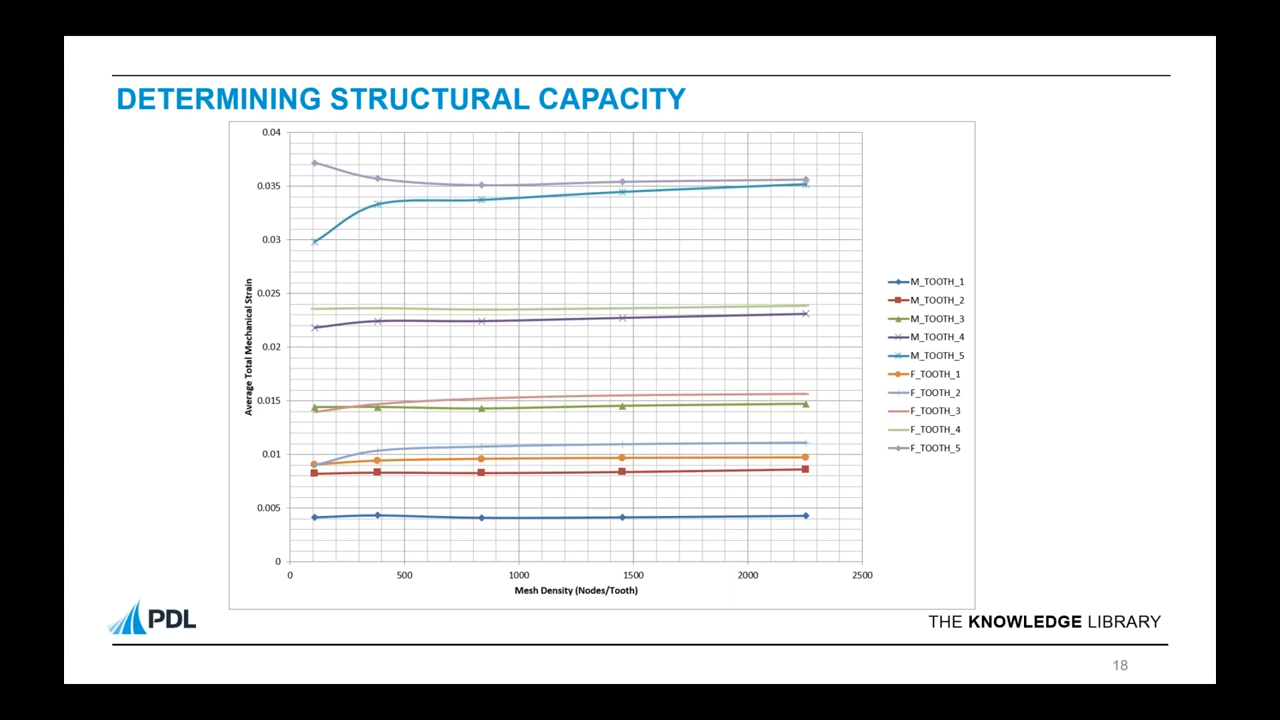 DETERMINING STRUCTURAL CAPACITY
0.04
0.035
0.03
0.025
0.02
0.015
0.01
0.005
0
Average Total Mechanical Strain
0 500 1000 1500 2000 2500
Mesh Density (Nodes/Tooth)
M_TOOTH_1
M_TOOTH_2
M_TOOTH_3
M_TOOTH_4
M_TOOTH_5
F_TOOTH_1
F_TOOTH_2
F_TOOTH_3
F_TOOTH_4
F_TOOTH_5
PDL
THE KNOWLEDGE LIBRARY
18